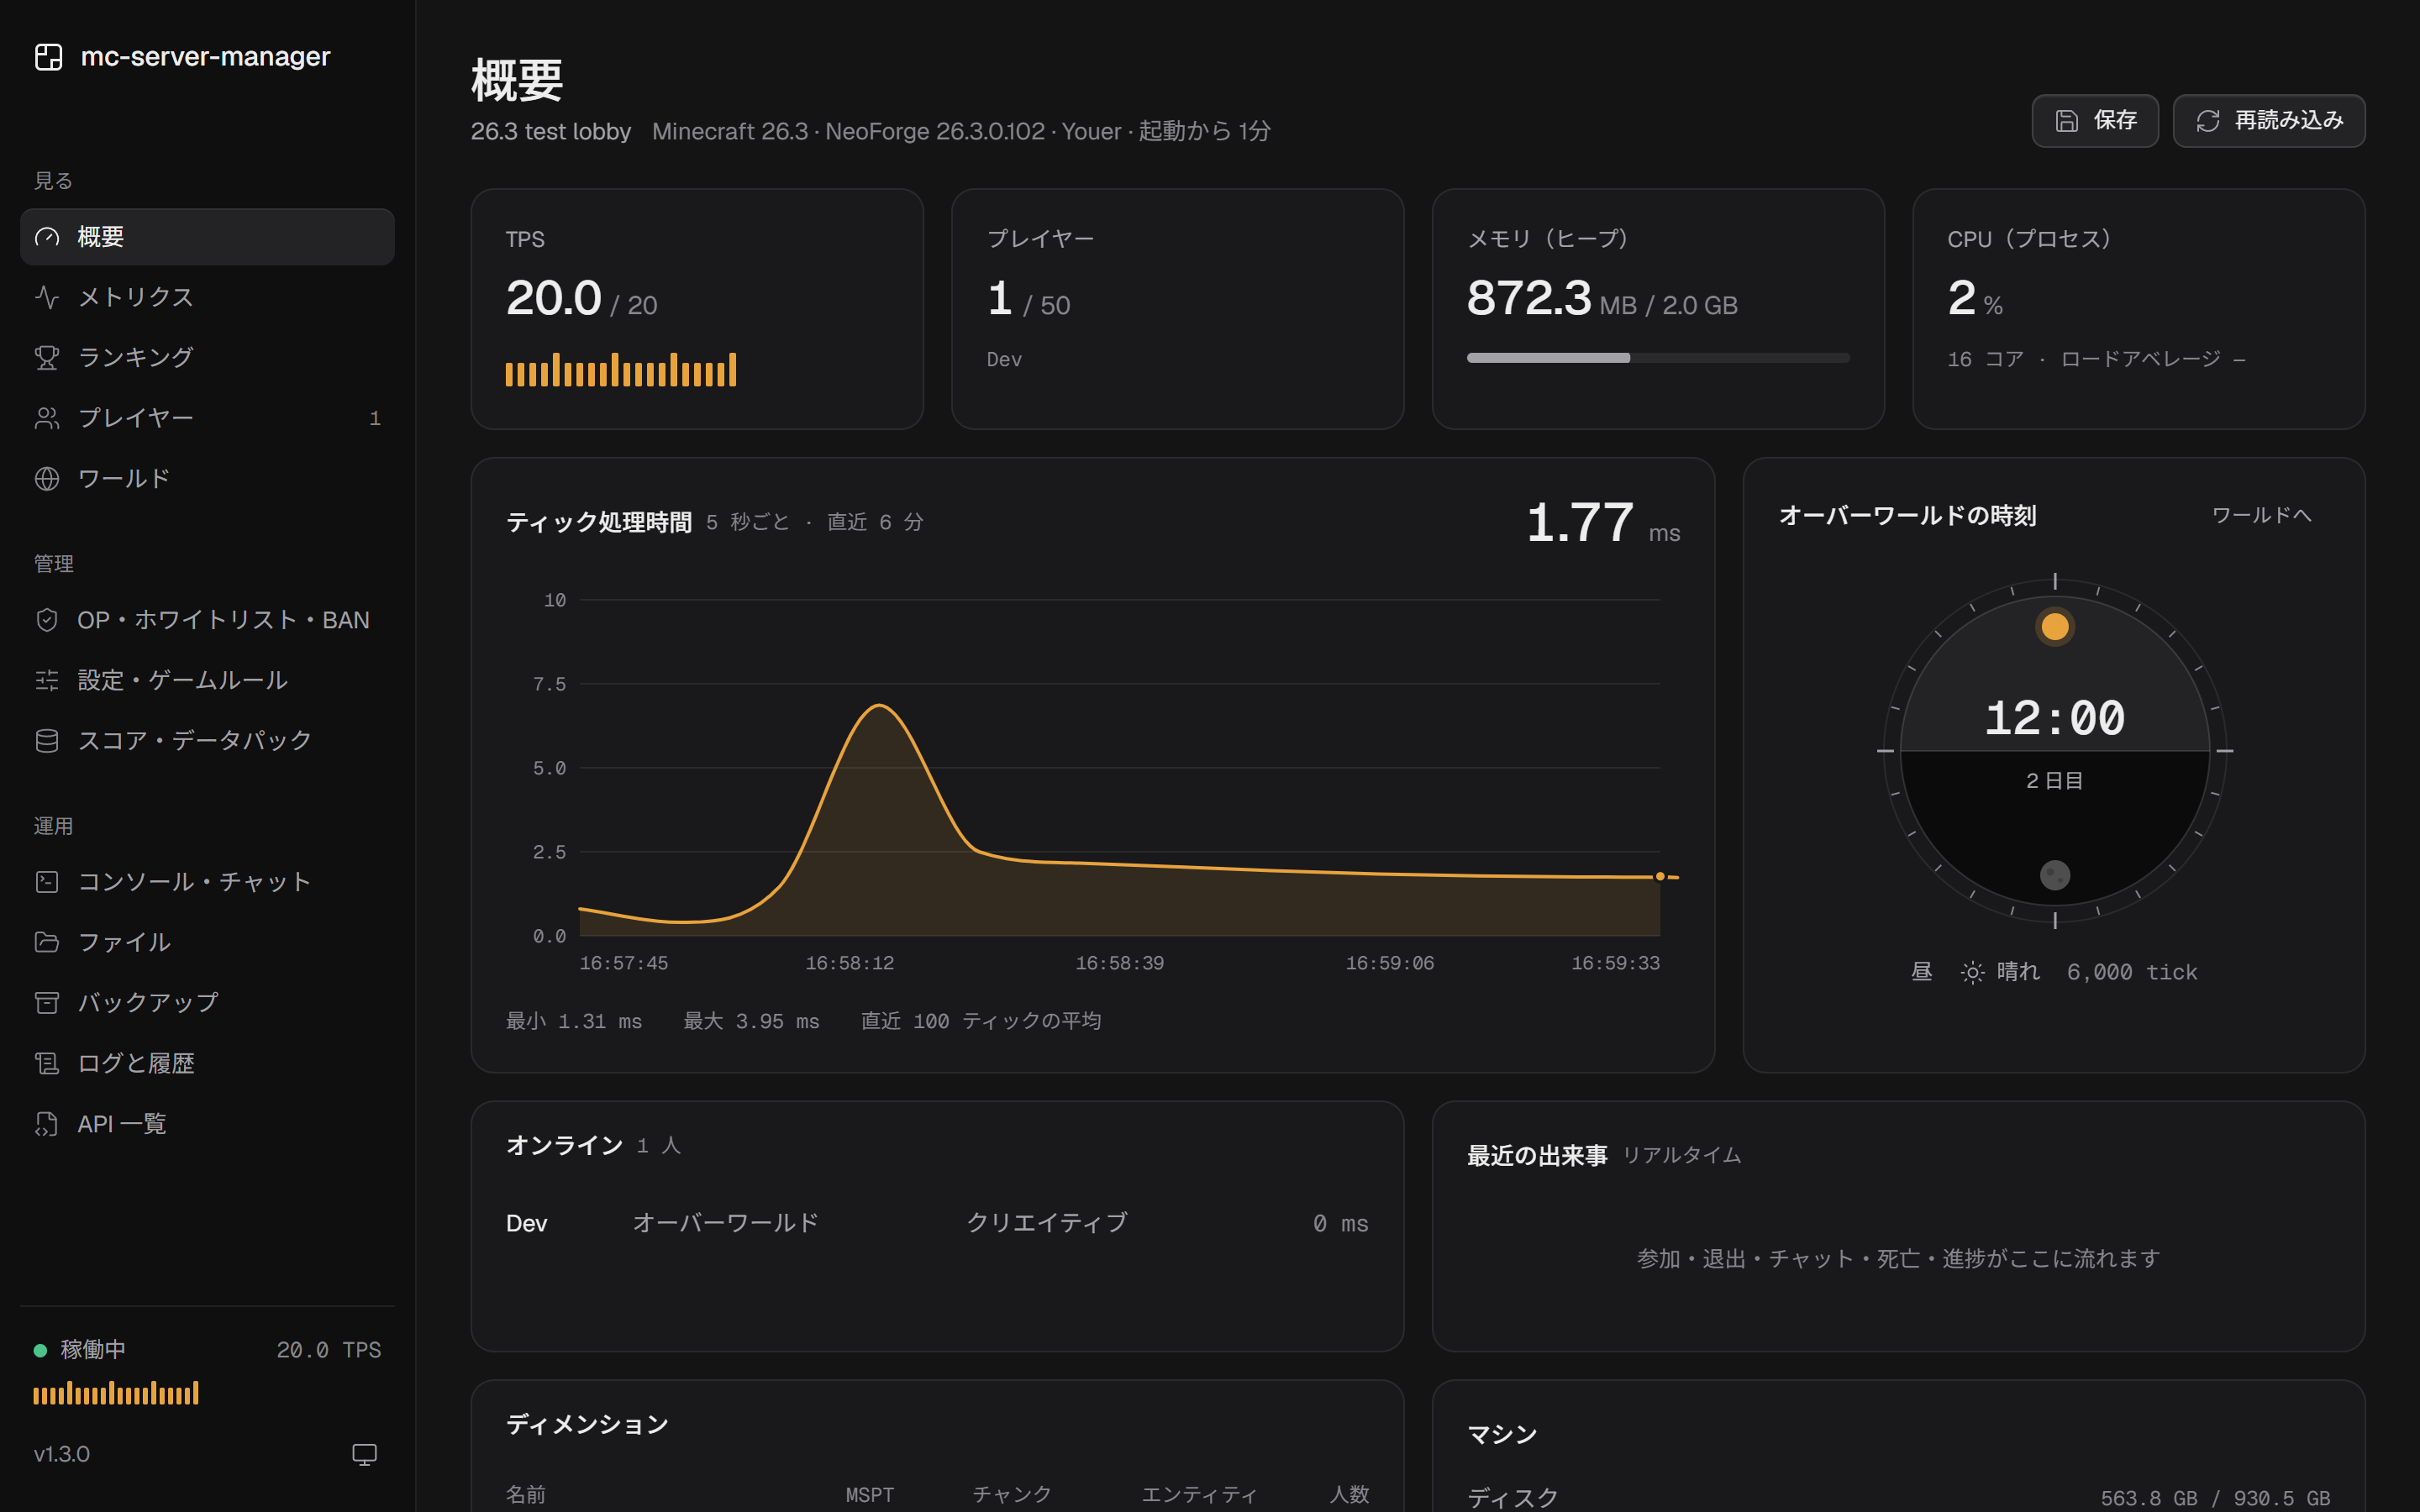 mc-server-manager
見る
概要
メトリクス
ランキング
プレイヤー 1
ワールド
管理
OP・ホワイトリスト・BAN
設定・ゲームルール
スコア・データパック
運用
コンソール・チャット
ファイル
バックアップ
ログと履歴
API 一覧
稼働中 20.0 TPS
v1.3.0
概要
26.3 test lobby Minecraft 26.3 · NeoForge 26.3.0.102 · Youer · 起動から 1分
保存 再読み込み
TPS
20.0 / 20
プレイヤー
1 / 50
Dev
メモリ（ヒープ）
872.3 MB / 2.0 GB
CPU（プロセス）
2 %
16 コア · ロードアベレージ —
ティック処理時間 5 秒ごと · 直近 6 分
1.77 ms
10
7.5
5.0
2.5
0.0
16:57:45 16:58:12 16:58:39 16:59:06 16:59:33
最小 1.31 ms 最大 3.95 ms 直近 100 ティックの平均
オーバーワールドの時刻 ワールドへ
12:00
2 日目
昼 晴れ 6,000 tick
オンライン 1 人
Dev オーバーワールド クリエイティブ 0 ms
最近の出来事 リアルタイム
参加・退出・チャット・死亡・進捗がここに流れます
ディメンション
名前 MSPT チャンク エンティティ 人数
マシン
ディスク 563.8 GB / 930.5 GB